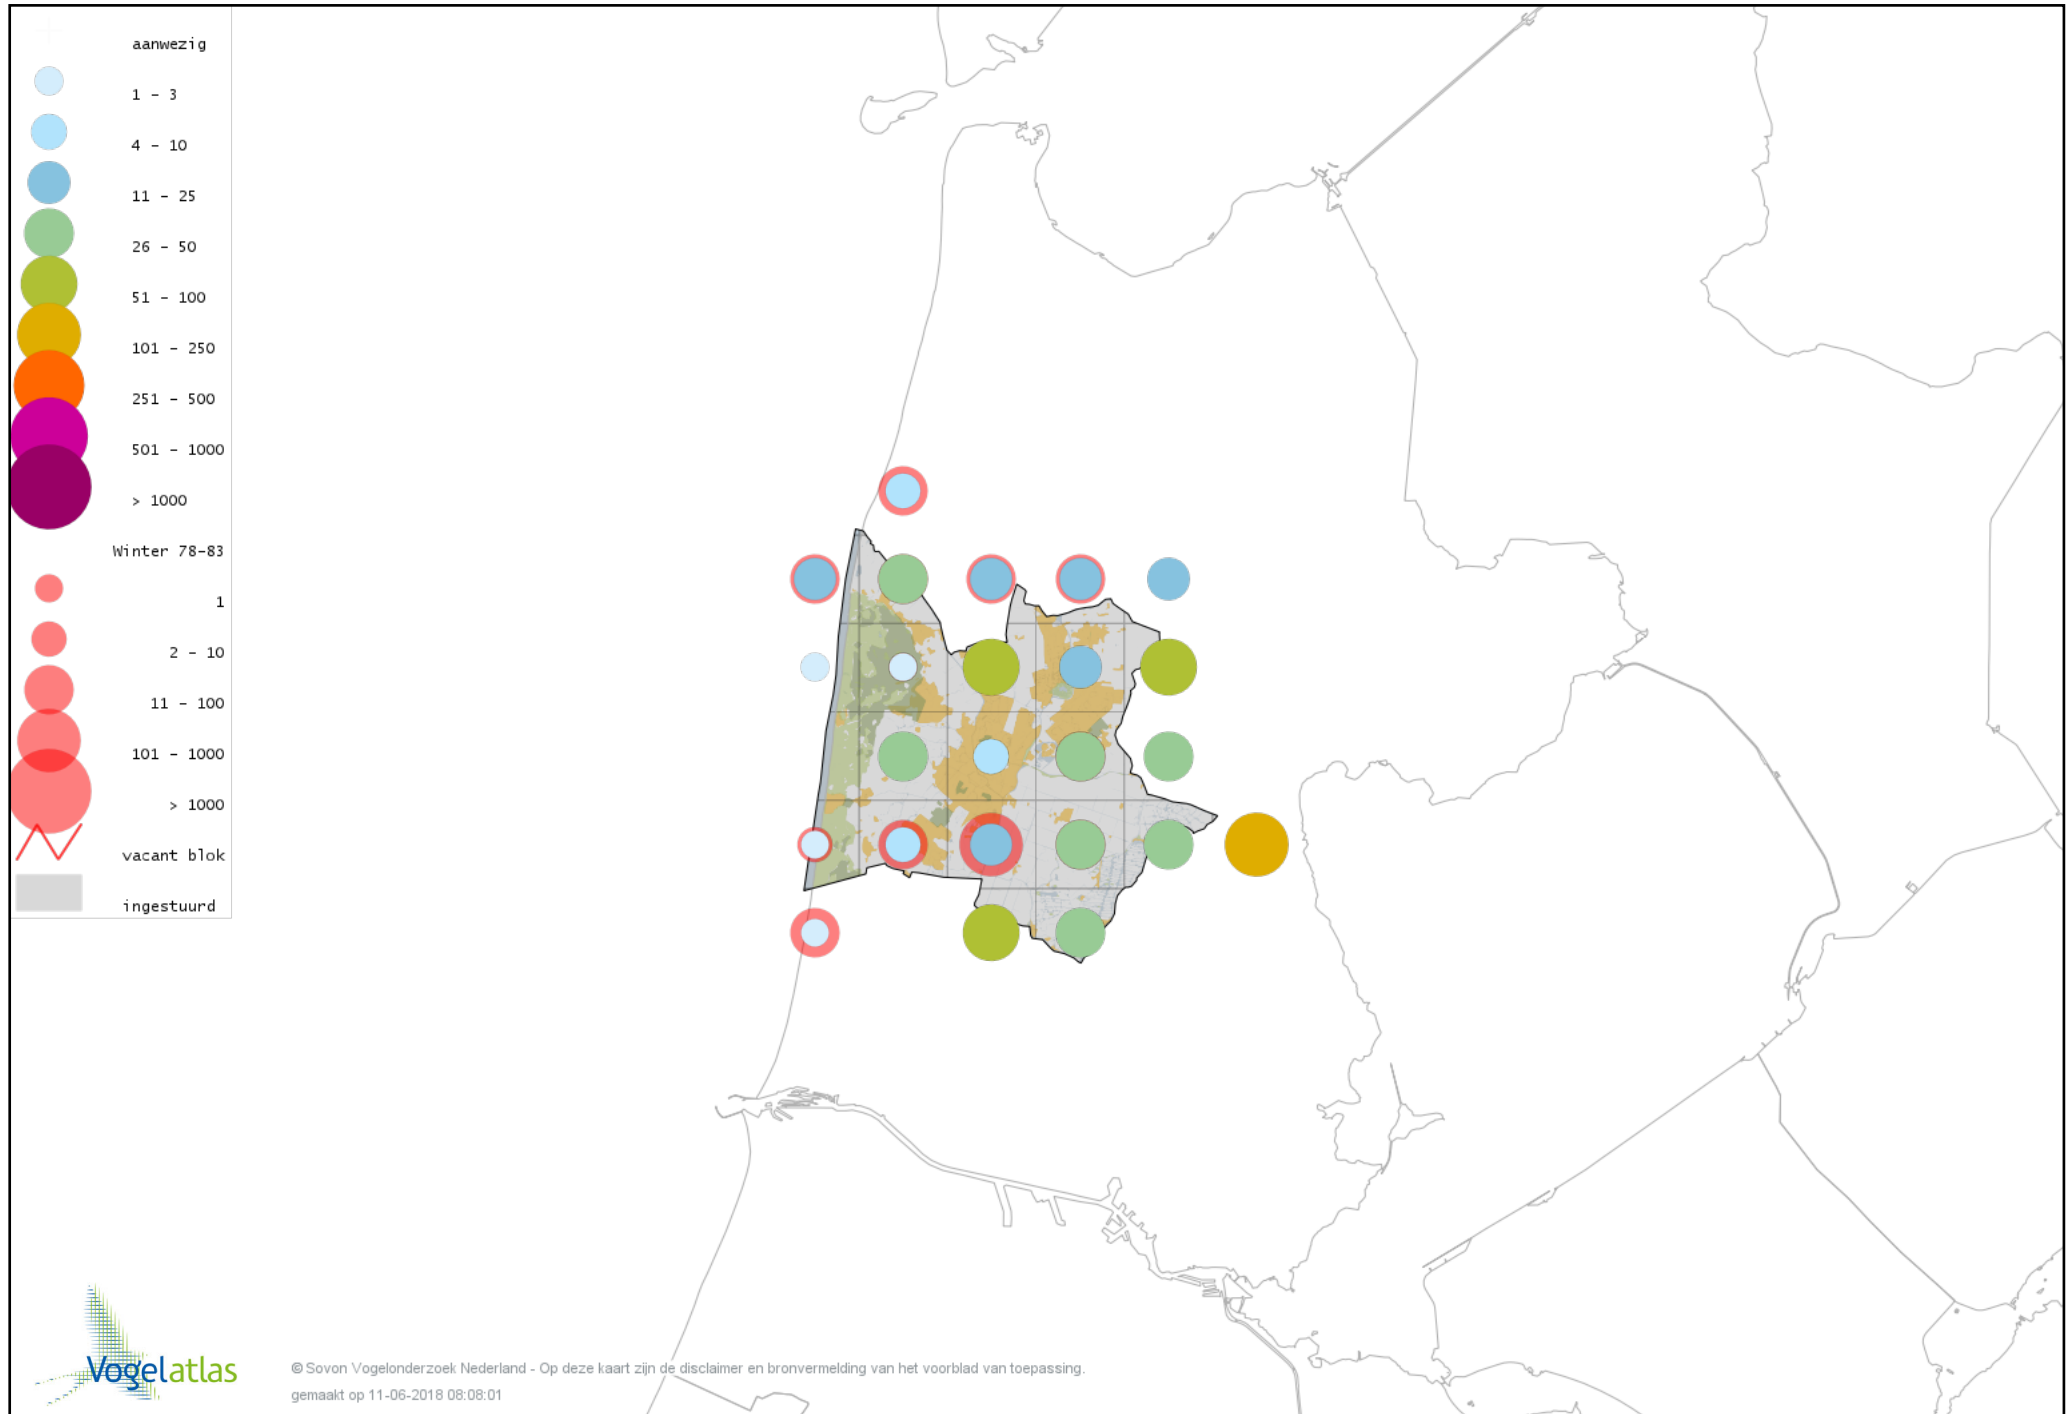 aanwezig
1 - 3
4 - 10
11 - 25
26 - 50
51 - 100
101 - 250
251 - 500
501 - 1000
> 1000
Winter 78-83
1
2 - 10
11 - 100
101 - 1000
> 1000
vacant blok
ingestuurd
Vogelatlas
© Sovon Vogelonderzoek Nederland - Op deze kaart zijn de disclaimer en bronvermelding van het voorblad van toepassing.
gemaakt op 11-06-2018 08:08:01